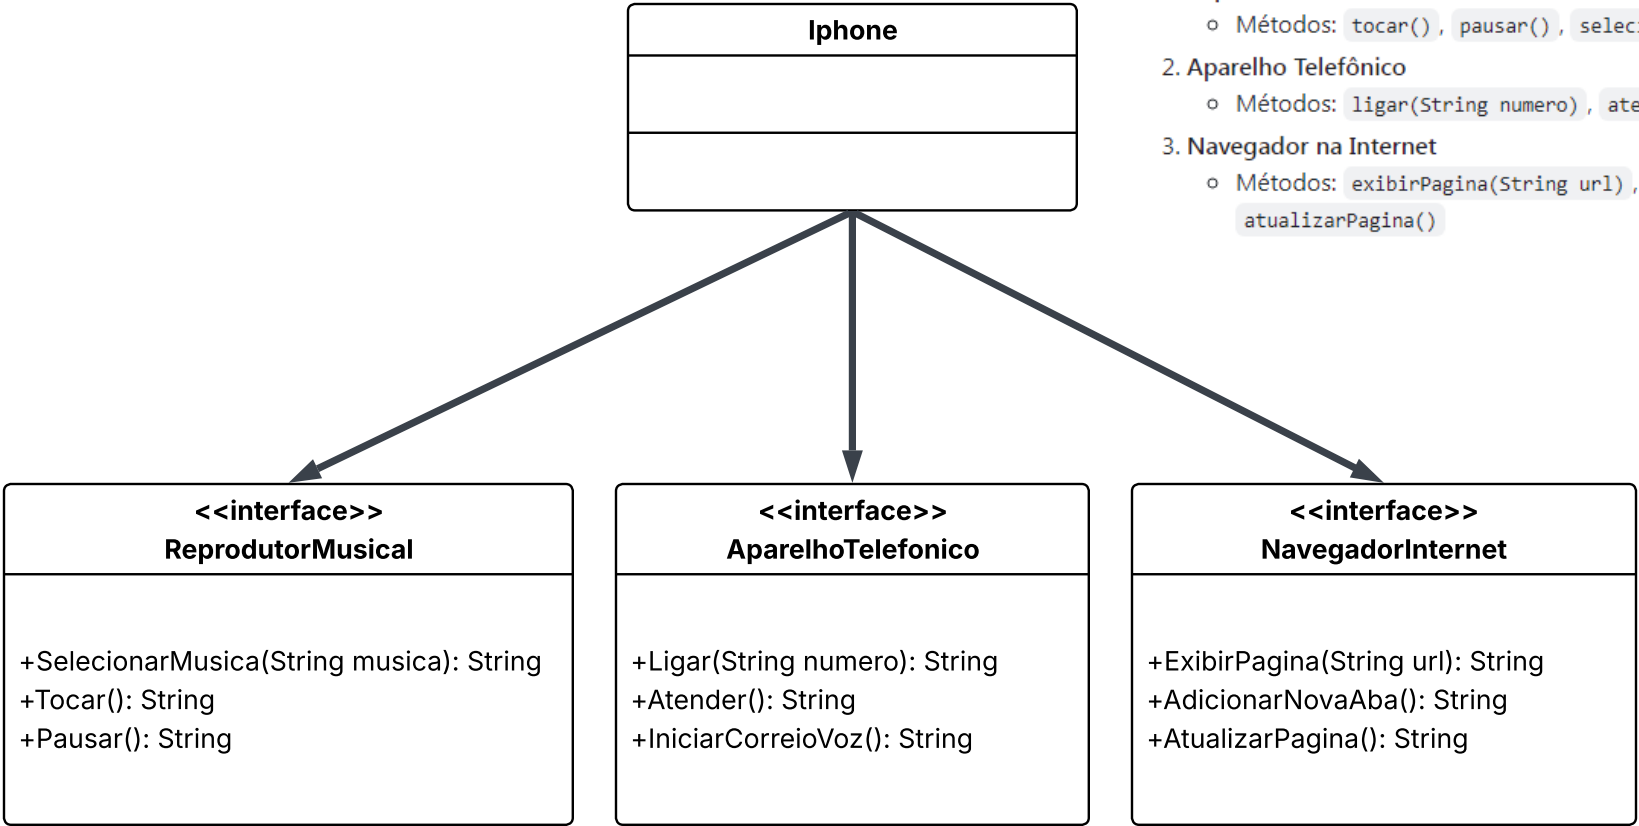 Iphone
Métodos: tocar(), pausar(),
2. Aparelho Telefônico
Métodos: ligar(String numero),
3. Navegador na Internet
Métodos: exibirPagina(String url),
atualizarPagina()
<<interface>>
ReprodutorMusical
+SelecionarMusica(String musica): String
+Tocar(): String
+Pausar(): String
<<interface>>
AparelhoTelefonico
+Ligar(String numero): String
+Atender(): String
+IniciarCorreioVoz(): String
<<interface>>
NavegadorInternet
+ExibirPagina(String url): String
+AdicionarNovaAba(): String
+AtualizarPagina(): String